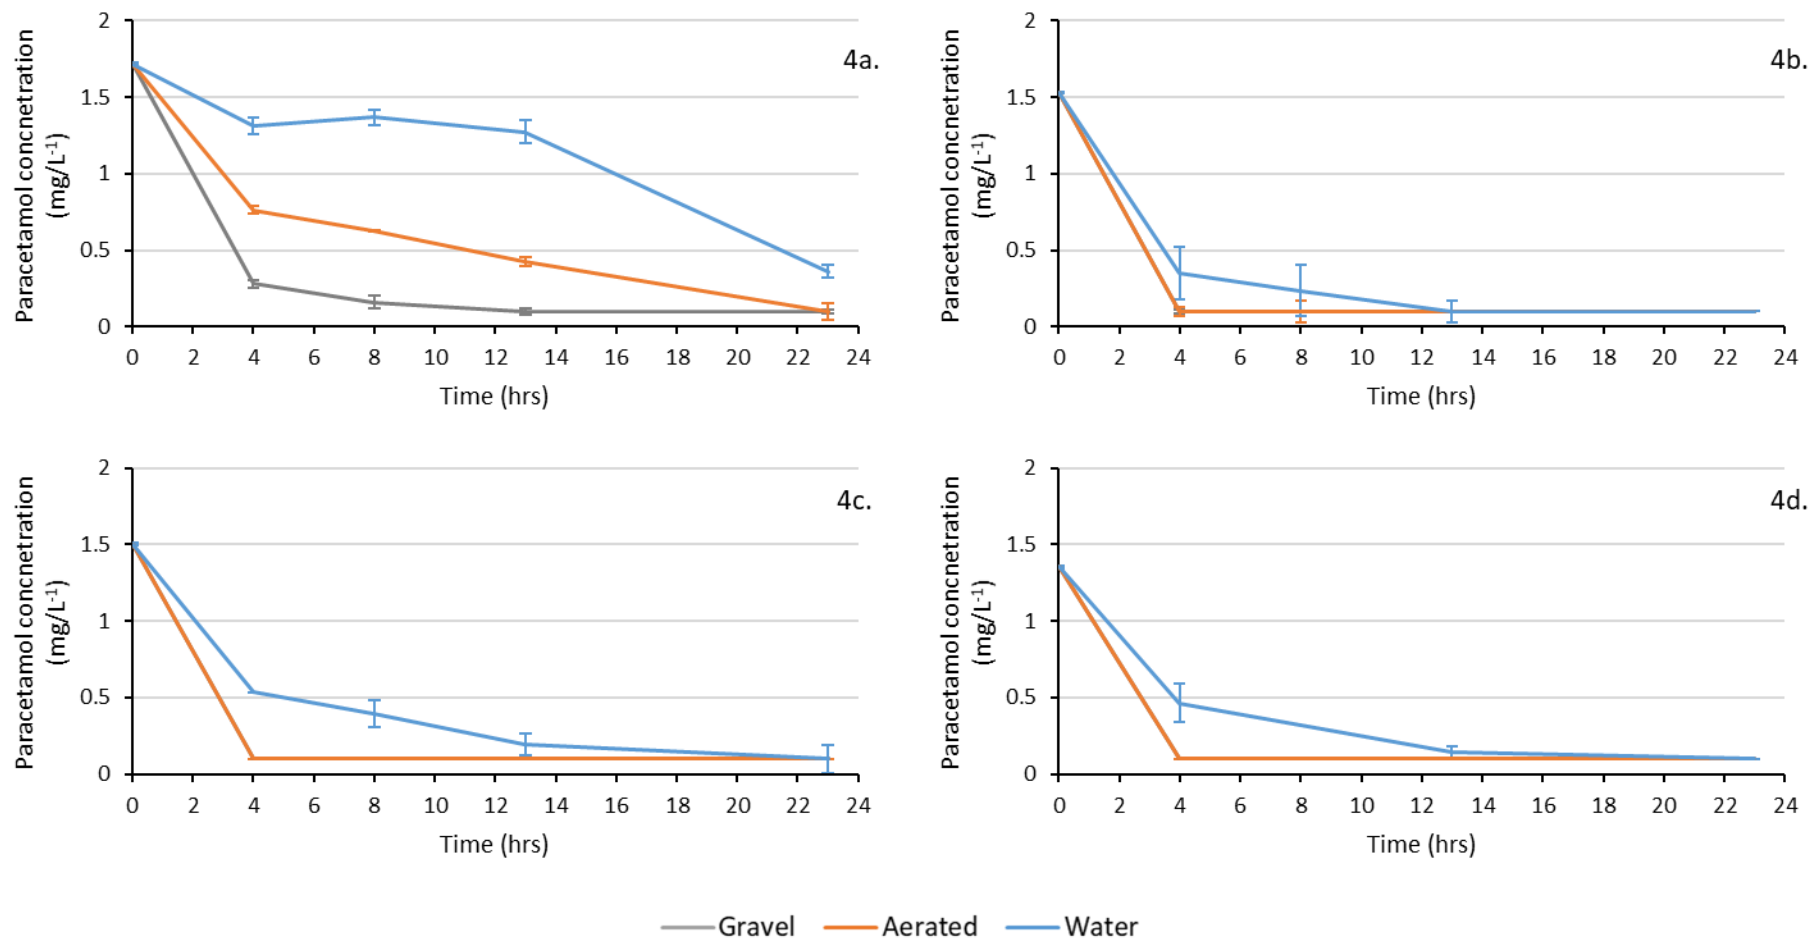 4a.
Paracetamol concnetration
(mg/L-1)
2
1.5
1
0.5
0
0 2 4 6 8 10 12 14 16 18 20 22 24
Time (hrs)
4b.
Paracetamol concnetration
(mg/L-1)
2
1.5
1
0.5
0
0 2 4 6 8 10 12 14 16 18 20 22 24
Time (hrs)
4c.
Paracetamol concnetration
(mg/L-1)
2
1.5
1
0.5
0
0 2 4 6 8 10 12 14 16 18 20 22 24
Time (hrs)
4d.
Paracetamol concnetration
(mg/L-1)
2
1.5
1
0.5
0
0 2 4 6 8 10 12 14 16 18 20 22 24
Time (hrs)
Gravel Aerated Water